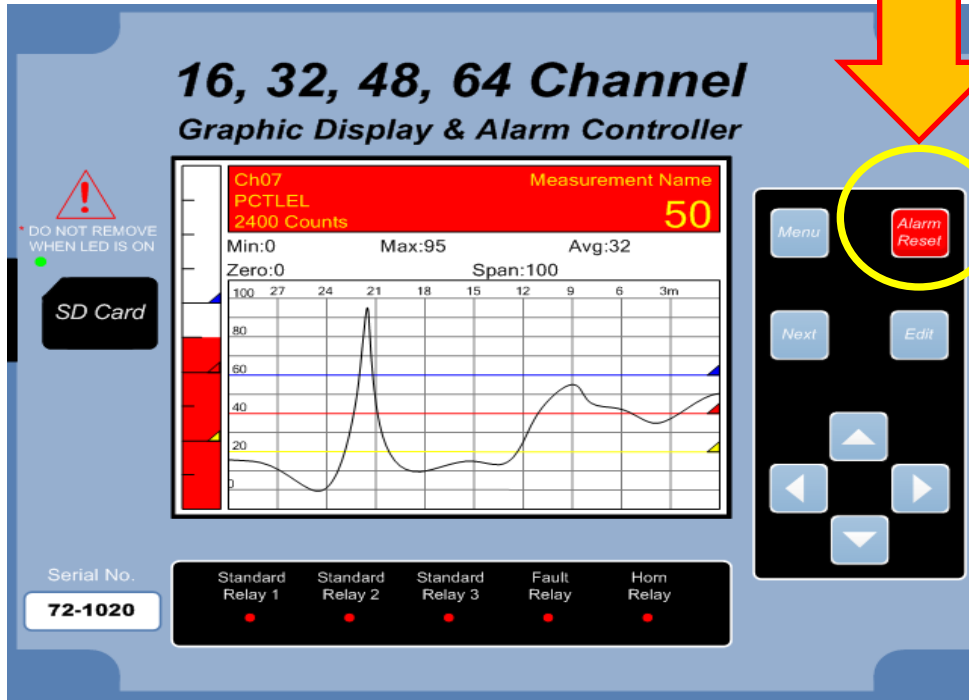 16, 32, 48, 64 Channel
Graphic Display & Alarm Controller
* DO NOT REMOVE
WHEN LED IS ON
SD Card
Ch07 Measurement Name
PCTLEL
2400 Counts 50
Min:0 Max:95 Avg:32
Zero:0 Span:100
100 27 24 21 18 15 12 9 6 3m
80
60
40
20
0
Menu
Alarm
Reset
Next
Edit
Serial No.
72-1020
Standard Standard Standard Fault Horn
Relay 1 Relay 2 Relay 3 Relay Relay